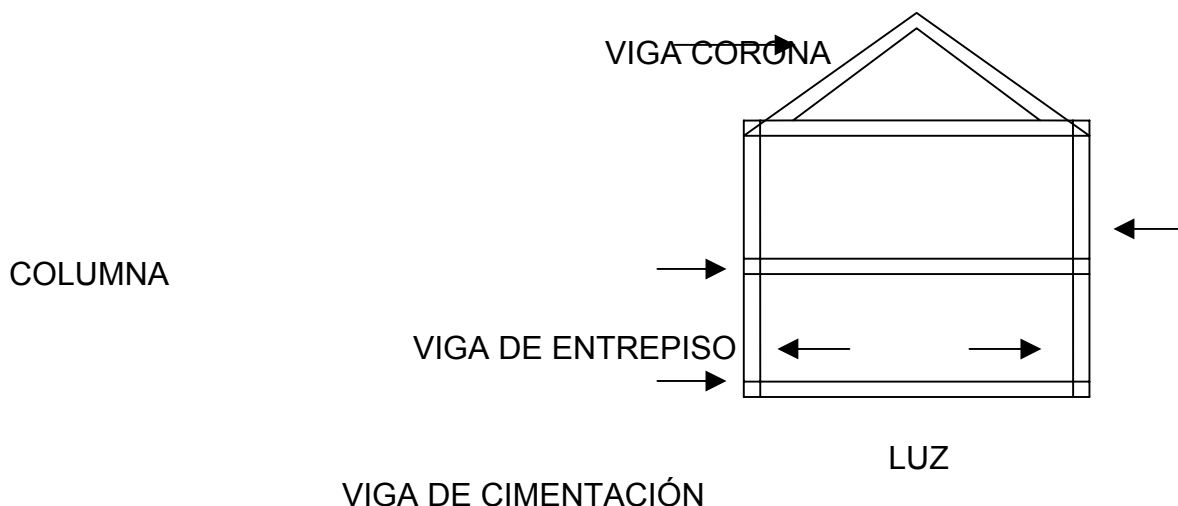 VIGA CORONA
COLUMNA
VIGA DE ENTREPISO
LUZ
VIGA DE CIMENTACIÓN